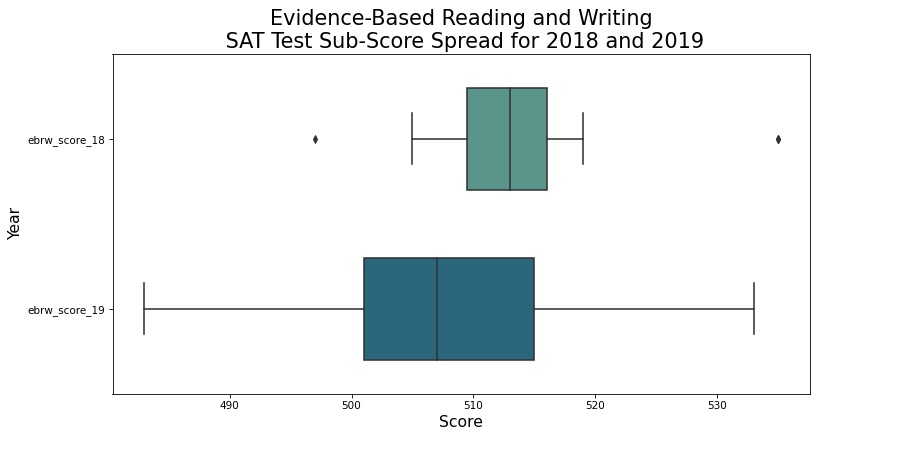 Evidence-Based Reading and Writing
SAT Test Sub-Score Spread for 2018 and 2019
ebrw_score_18
Year
ebrw_score_19
490 500 510 520 530
Score